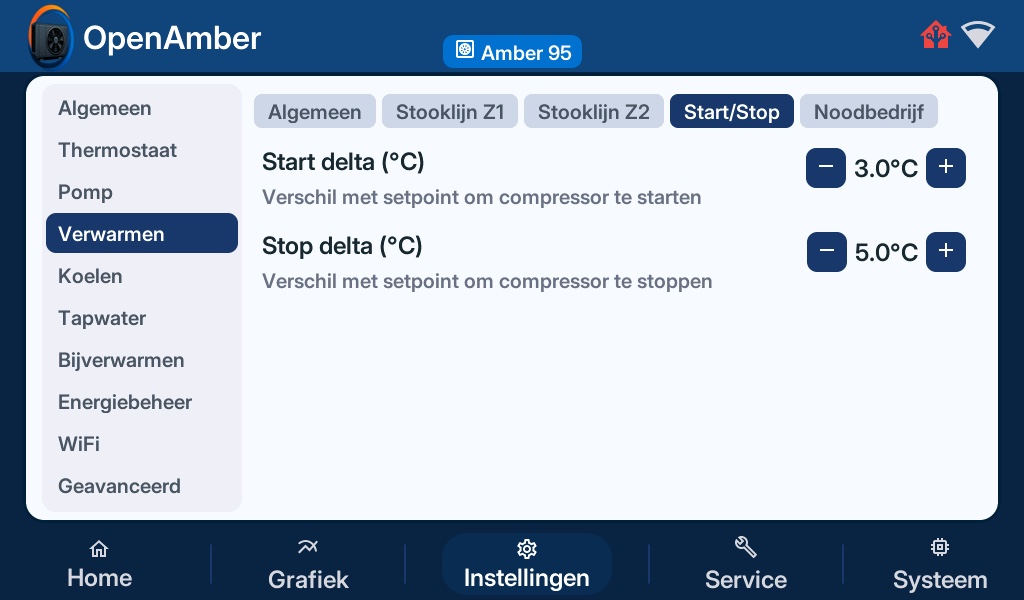 OpenAmber
Amber 95
Algemeen
Thermostaat
Pomp
Verwarmen
Koelen
Tapwater
Bijverwarmen
Energiebeheer
WiFi
Geavanceerd
Algemeen Stooklijn Z1 Stooklijn Z2 Start/Stop Noodbedrijf
Start delta (°C)
Verschil met setpoint om compressor te starten
− 3.0°C +
Stop delta (°C)
Verschil met setpoint om compressor te stoppen
− 5.0°C +
Home Grafiek Instellingen Service Systeem